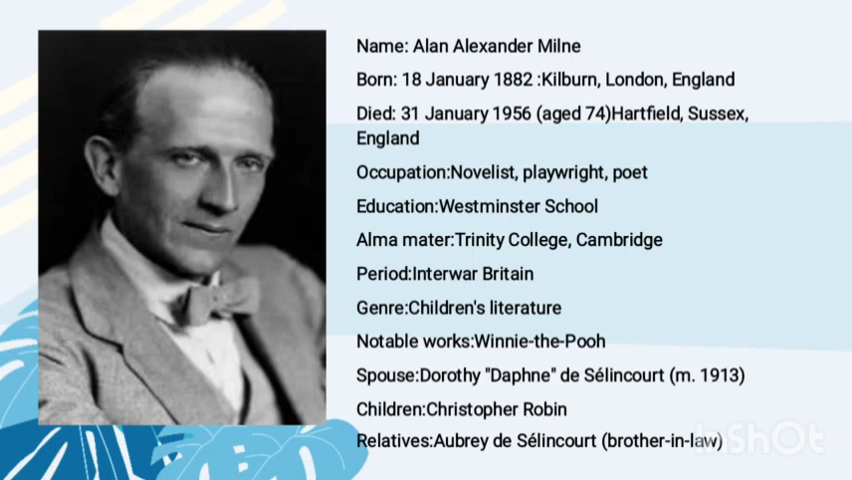 Name: Alan Alexander Milne
Born: 18 January 1882 :Kilburn, London, England
Died: 31 January 1956 (aged 74)Hartfield, Sussex,
England
Occupation:Novelist, playwright, poet
Education:Westminster School
Alma mater:Trinity College, Cambridge
Period:Interwar Britain
Genre:Children's literature
Notable works:Winnie-the-Pooh
Spouse:Dorothy "Daphne" de Sélincourt (m. 1913)
Children:Christopher Robin
Relatives:Aubrey de Sélincourt (brother-in-law)
InShOt